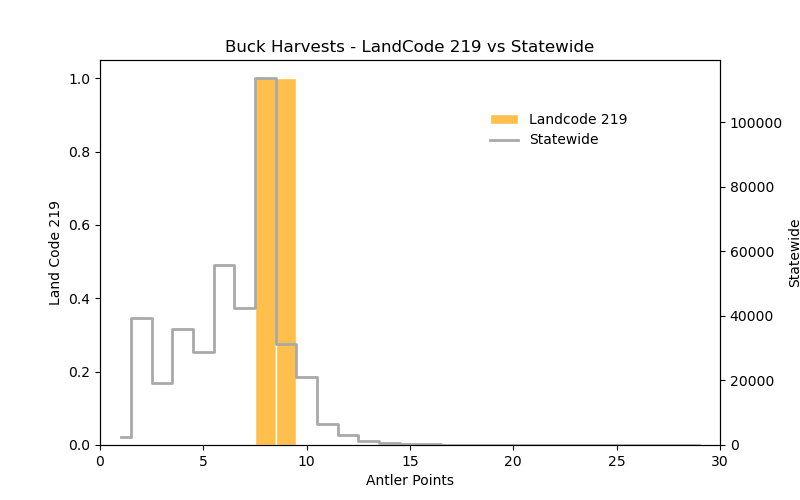 Buck Harvests - LandCode 219 vs Statewide
1.0
0.8
0.6
0.4
0.2
0.0
Land Code 219
Landcode 219
Statewide
100000
80000
60000
40000
20000
0
Statewide
0 5 10 15 20 25 30
Antler Points